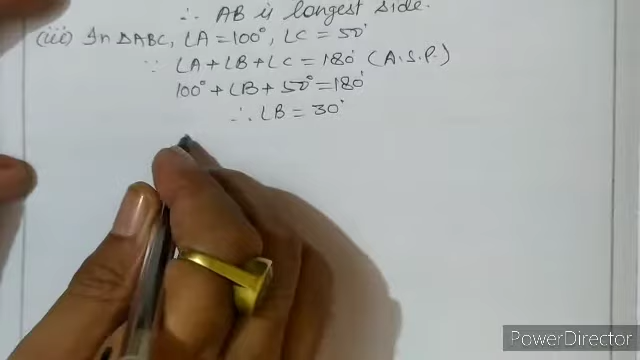 ∴ AB is longest side.
(iii) In ΔABC, ∠A = 100°, ∠C = 50°
∵ ∠A + ∠B + ∠C = 180° (A.S.P.)
100° + ∠B + 50° = 180°
∴ ∠B = 30°
PowerDirector